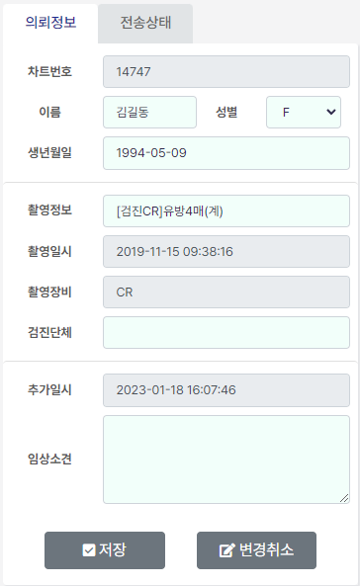 의뢰정보 전송상태
차트번호 14747
이름 김길동 성별 F
생년월일 1994-05-09
촬영정보 [검진CR]유방4매(계)
촬영일시 2019-11-15 09:38:16
촬영장비 CR
검진단체
추가일시 2023-01-18 16:07:46
임상소견
저장 변경취소